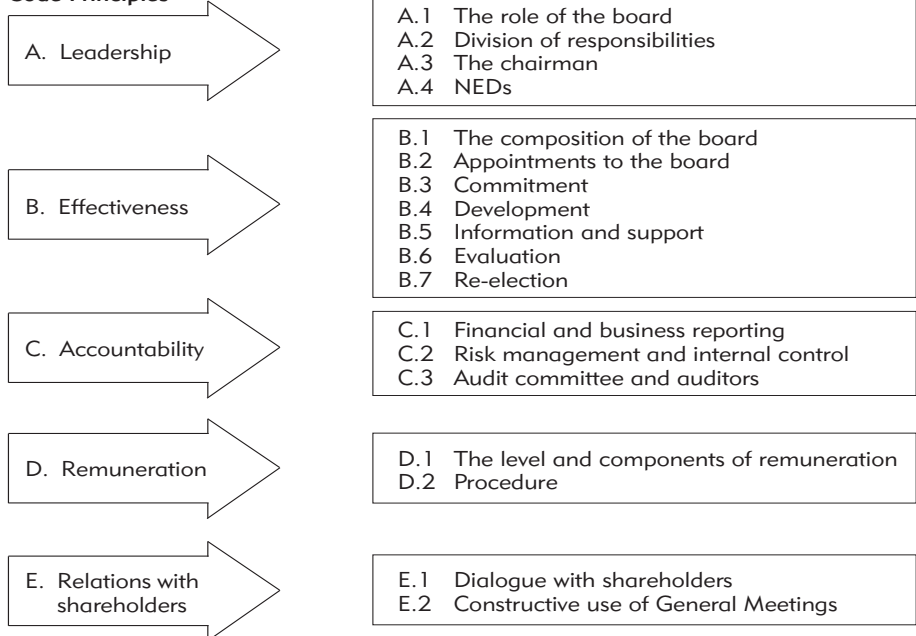 Code Principles
A. Leadership
A.1 The role of the board
A.2 Division of responsibilities
A.3 The chairman
A.4 NEDs
B. Effectiveness
B.1 The composition of the board
B.2 Appointments to the board
B.3 Commitment
B.4 Development
B.5 Information and support
B.6 Evaluation
B.7 Re-election
C. Accountability
C.1 Financial and business reporting
C.2 Risk management and internal control
C.3 Audit committee and auditors
D. Remuneration
D.1 The level and components of remuneration
D.2 Procedure
E. Relations with
shareholders
E.1 Dialogue with shareholders
E.2 Constructive use of General Meetings